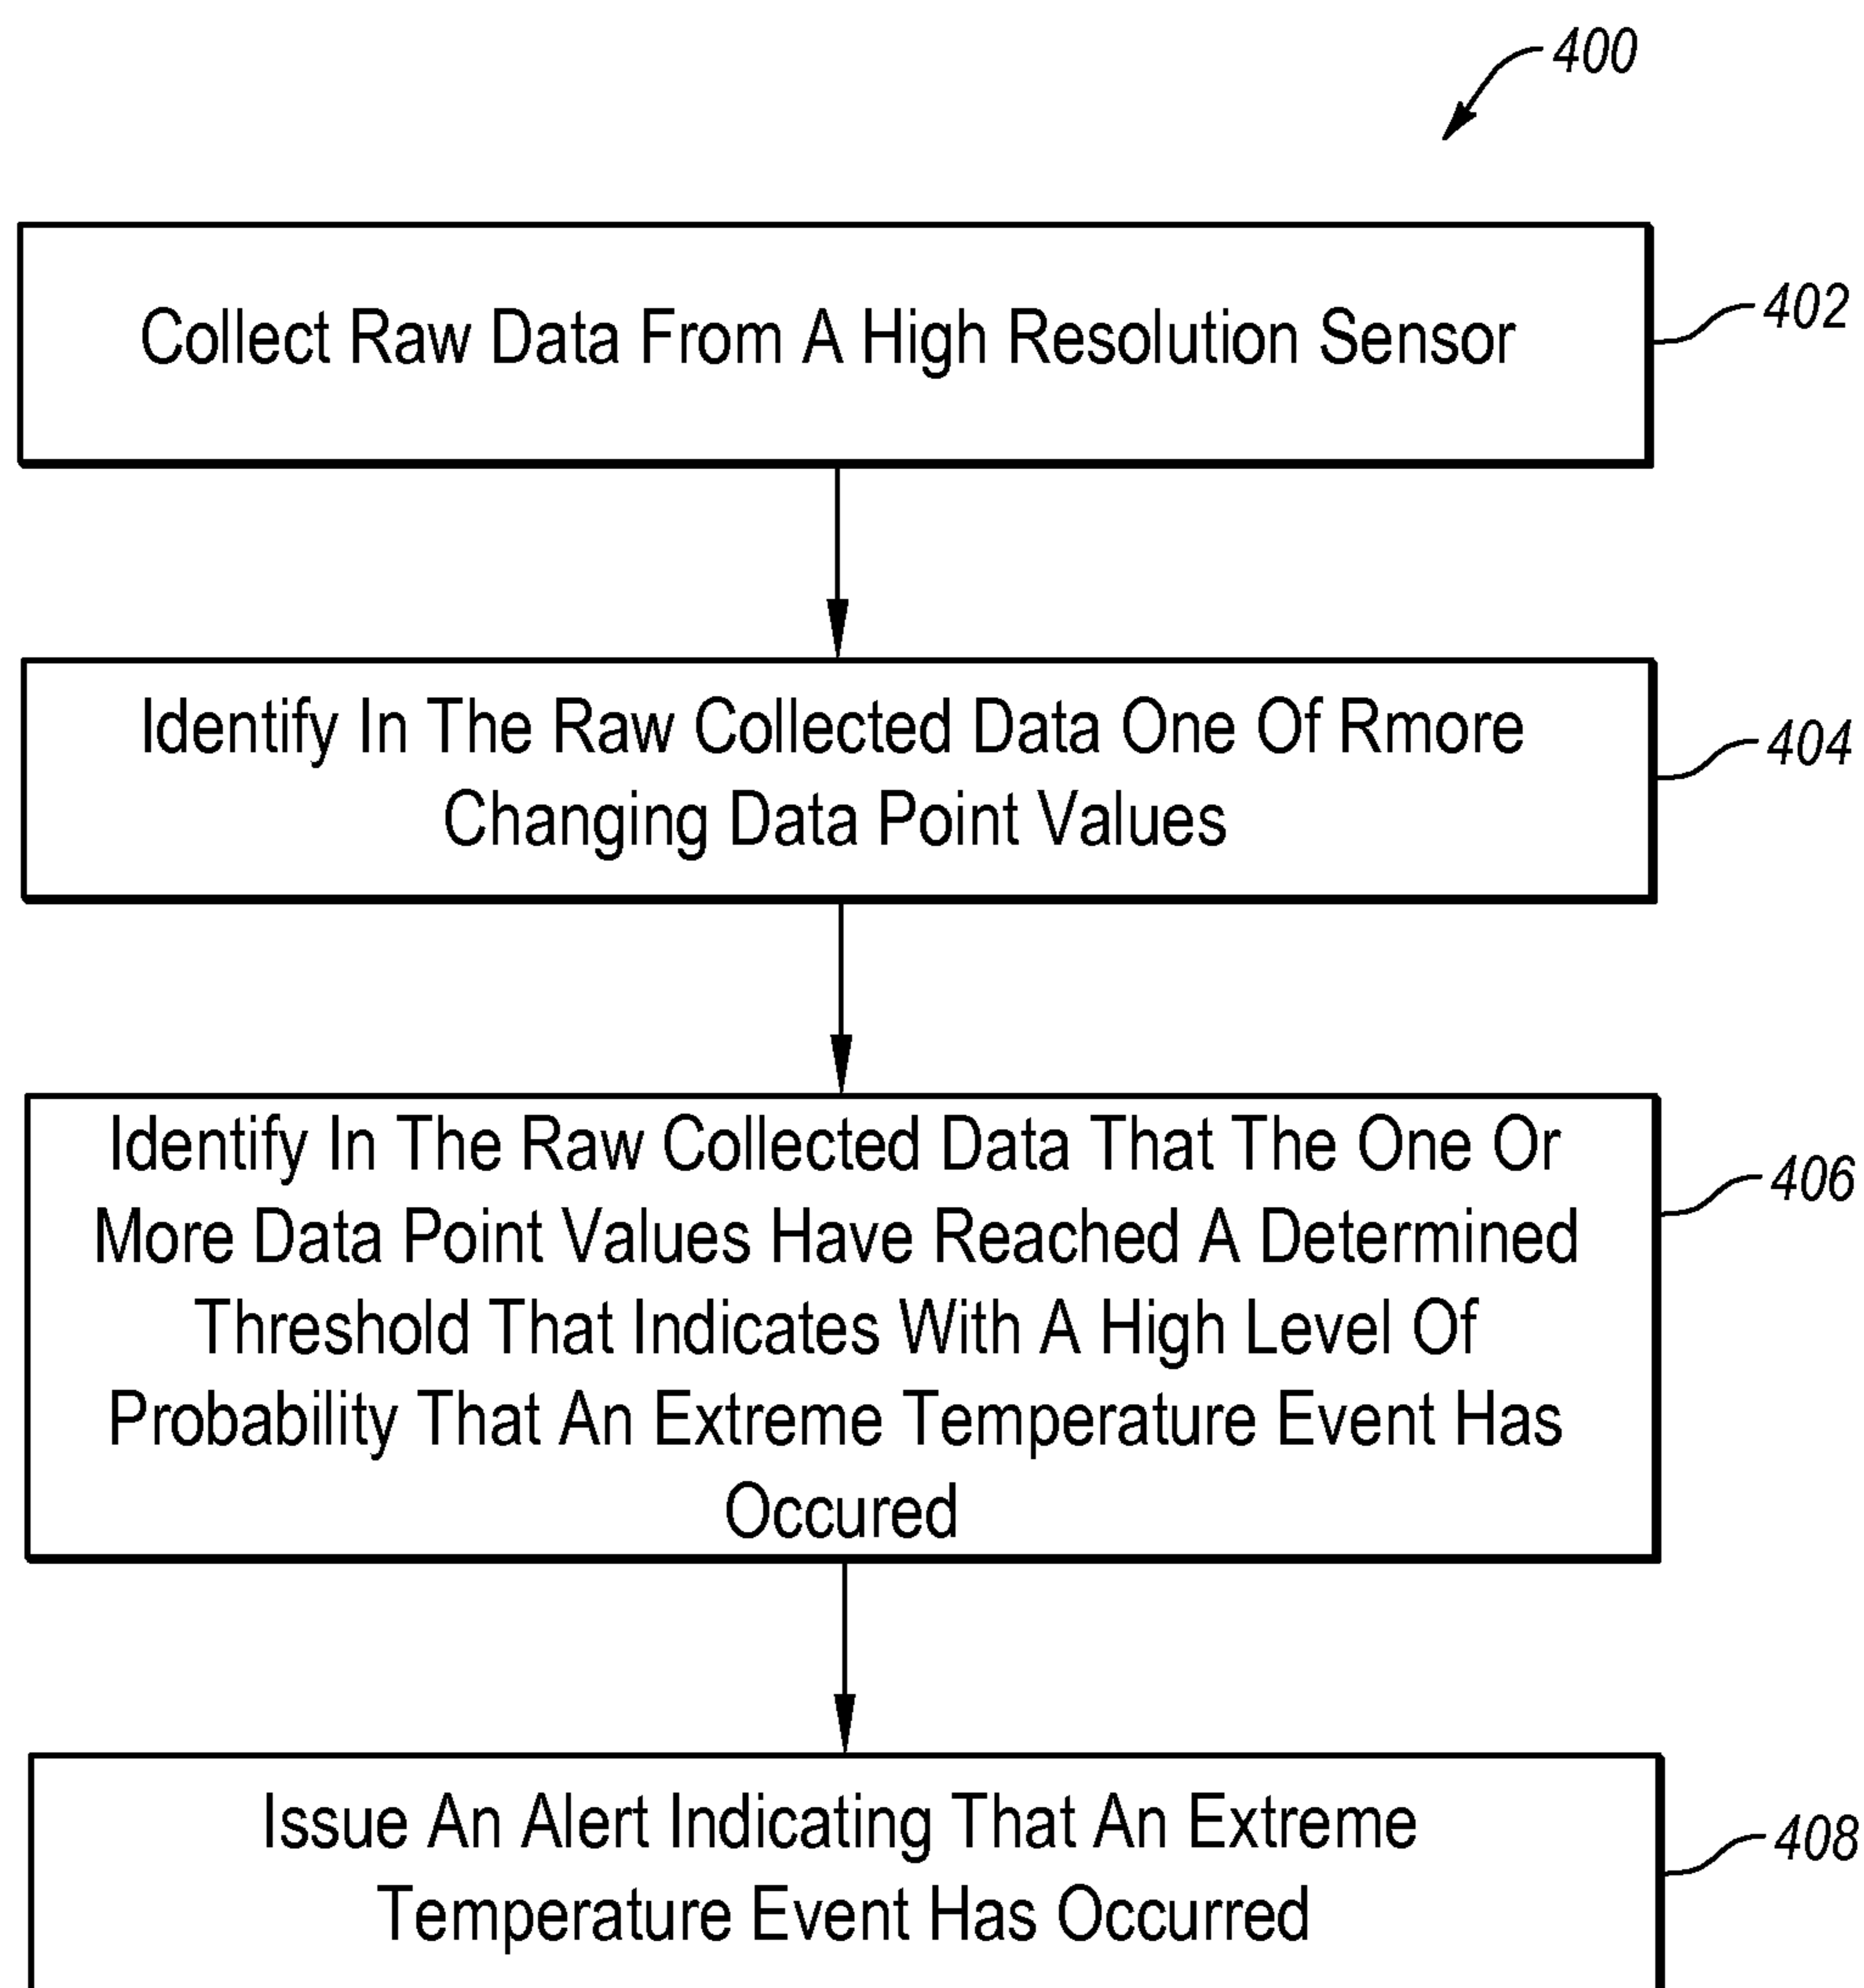 400
Collect Raw Data From A High Resolution Sensor
402
Identify In The Raw Collected Data One Of Rmore
Changing Data Point Values
404
Identify In The Raw Collected Data That The One Or
More Data Point Values Have Reached A Determined
Threshold That Indicates With A High Level Of
Probability That An Extreme Temperature Event Has
Occured
406
Issue An Alert Indicating That An Extreme
Temperature Event Has Occurred
408